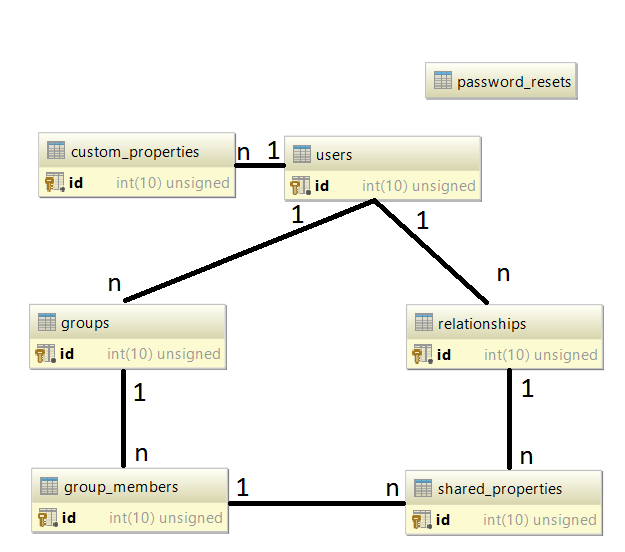 password_resets
custom_properties
n
1
users
id int(10) unsigned
id int(10) unsigned
1
1
n
n
groups
relationships
id int(10) unsigned
id int(10) unsigned
1
1
n
n
group_members
1
n
shared_properties
id int(10) unsigned
id int(10) unsigned